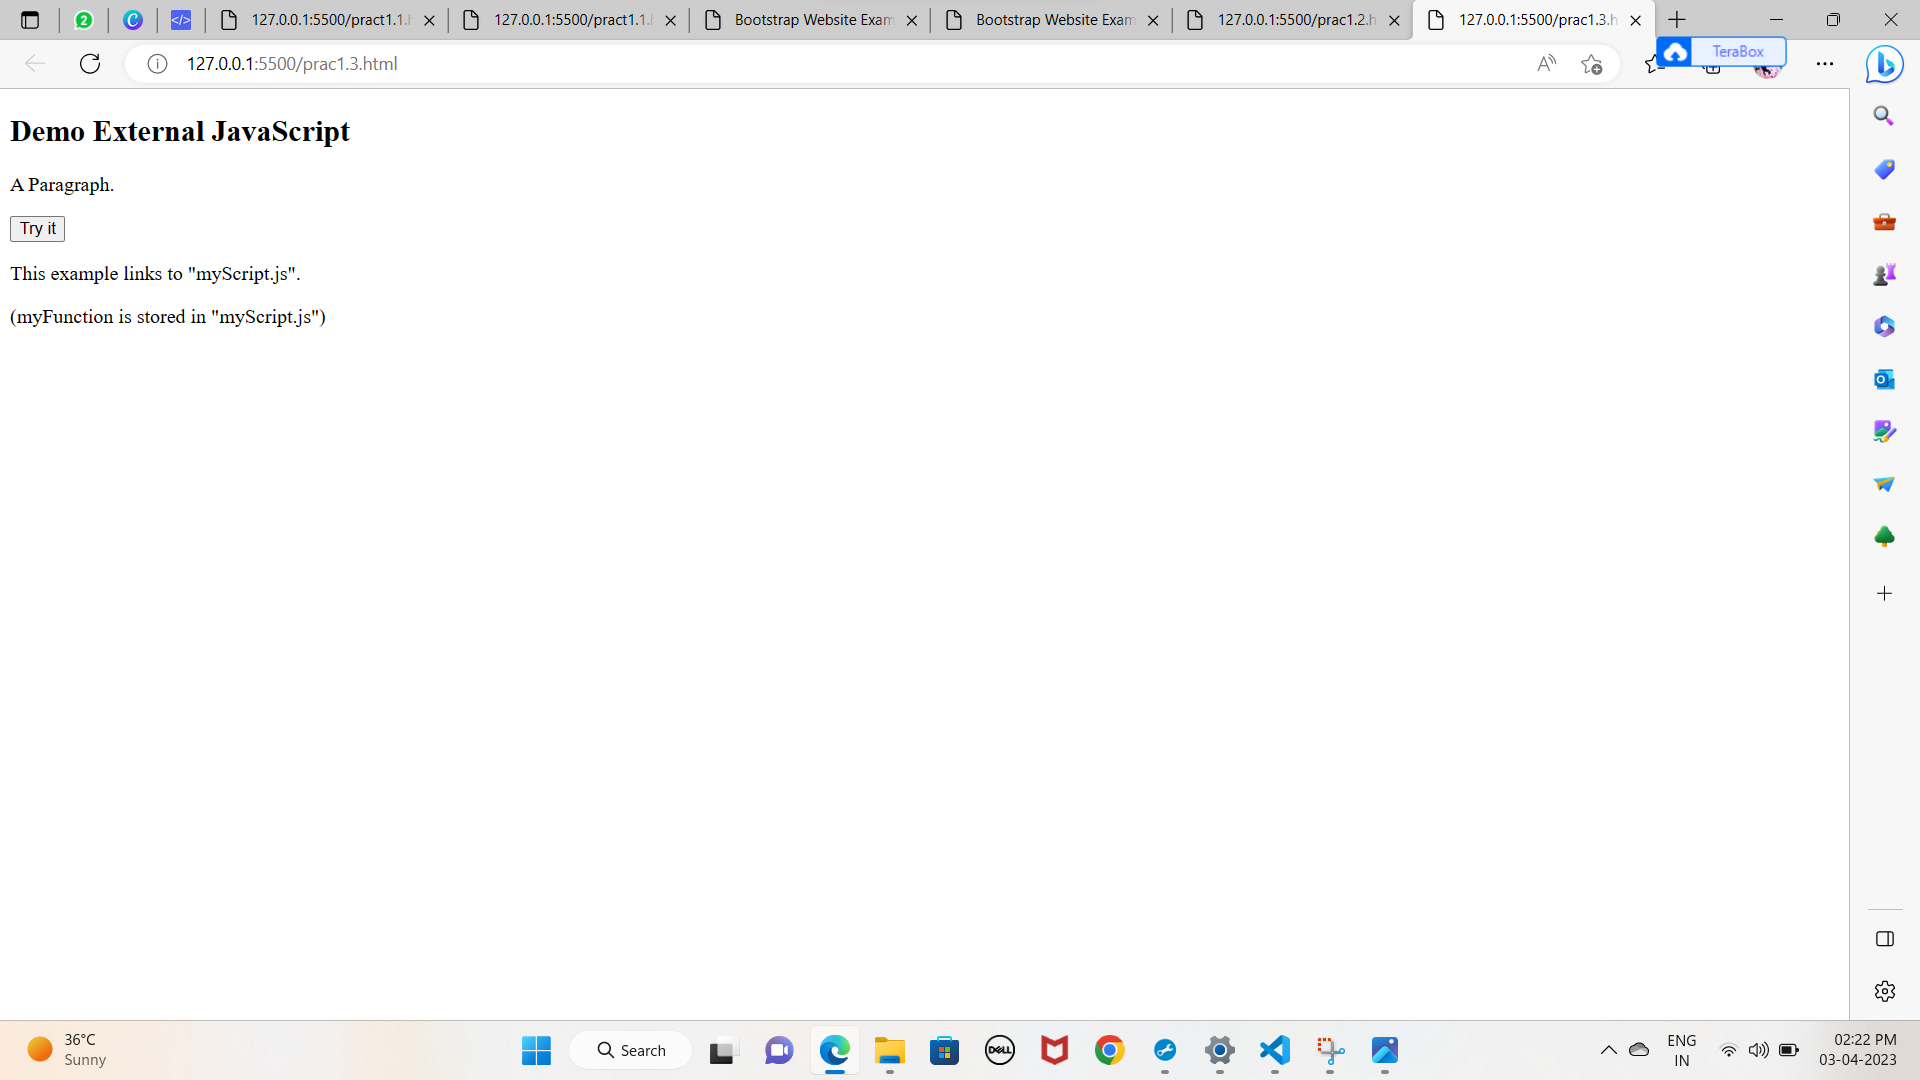 127.0.0.1:5500/pract1.1.h
127.0.0.1:5500/pract1.1.h
Bootstrap Website Exam
Bootstrap Website Exam
127.0.0.1:5500/prac1.2.h
127.0.0.1:5500/prac1.3.h
127.0.0.1:5500/prac1.3.html
TeraBox
Demo External JavaScript
A Paragraph.
Try it
This example links to "myScript.js".
(myFunction is stored in "myScript.js")
36°C
Sunny
Search
DELL
ENG
IN
02:22 PM
03-04-2023